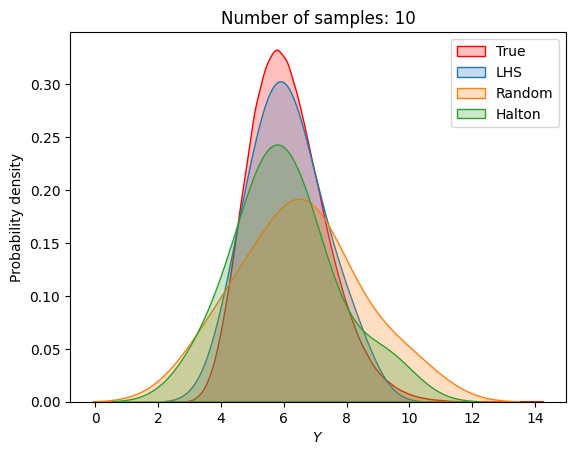 Number of samples: 10
True
LHS
Random
Halton
Probability density
0.30
0.25
0.20
0.15
0.10
0.05
0.00
0 2 4 6 8 10 12 14
Y